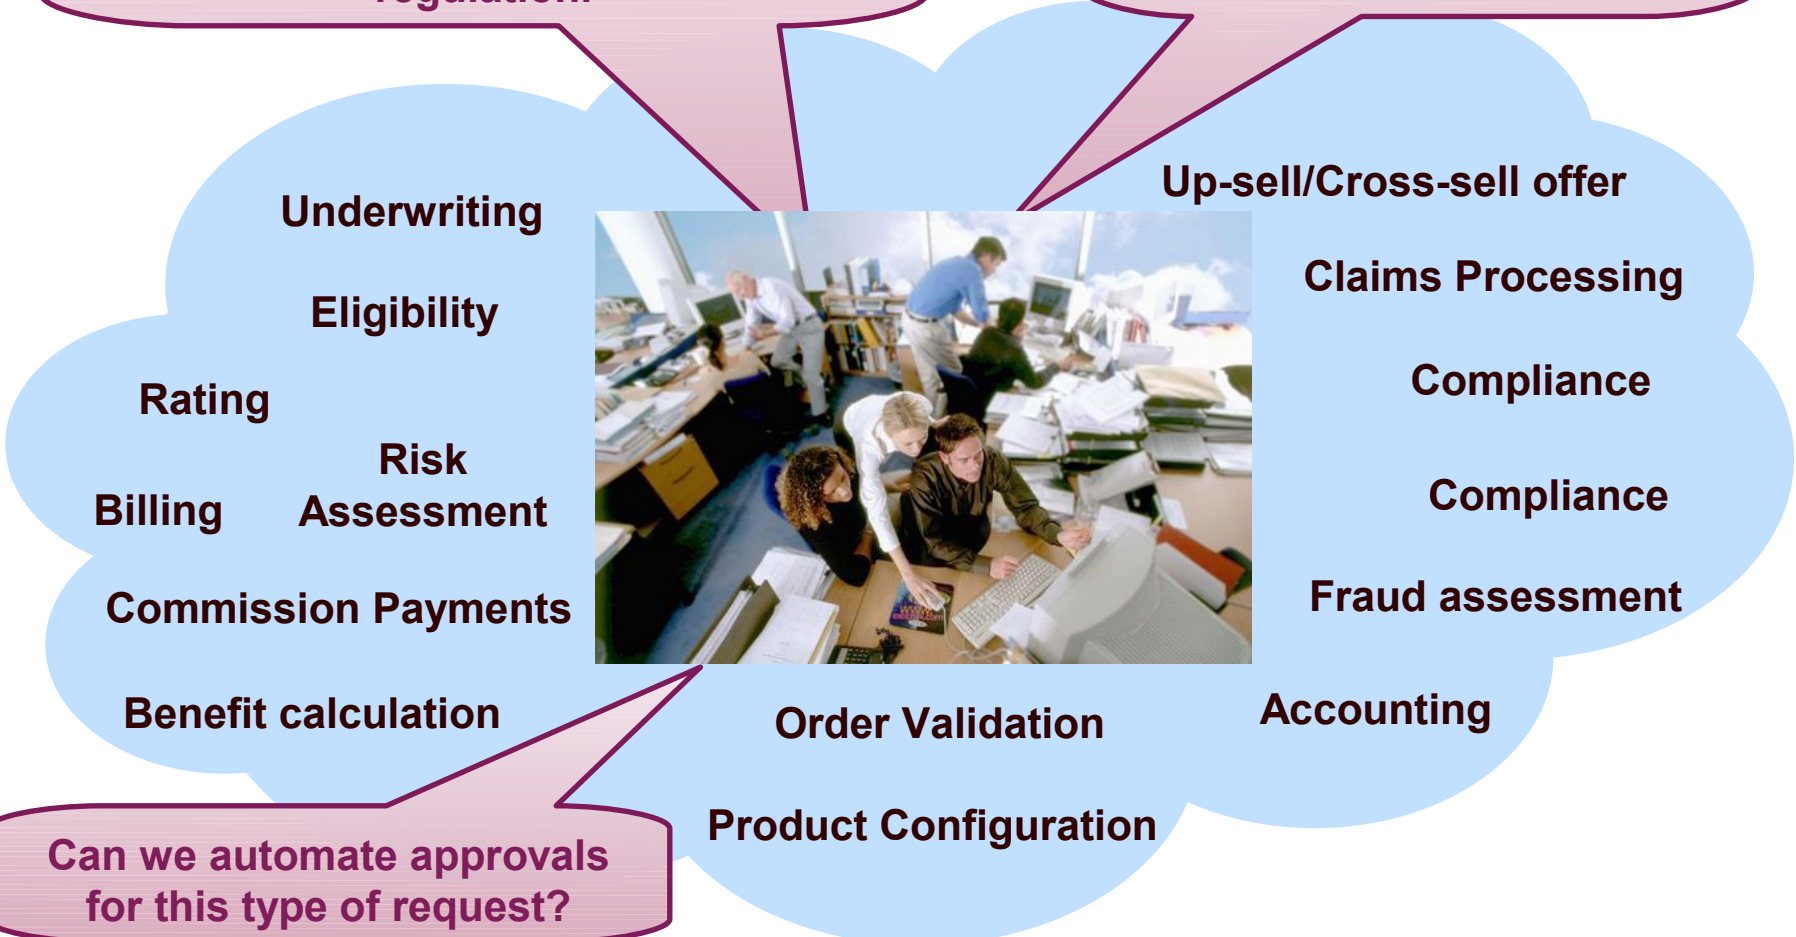 regulation.
Up-sell/Cross-sell offer
Underwriting
Claims Processing
Eligibility
Compliance
Rating
Risk
Assessment
Billing
Compliance
Commission Payments
Fraud assessment
Benefit calculation
Order Validation
Accounting
Product Configuration
Can we automate approvals
for this type of request?